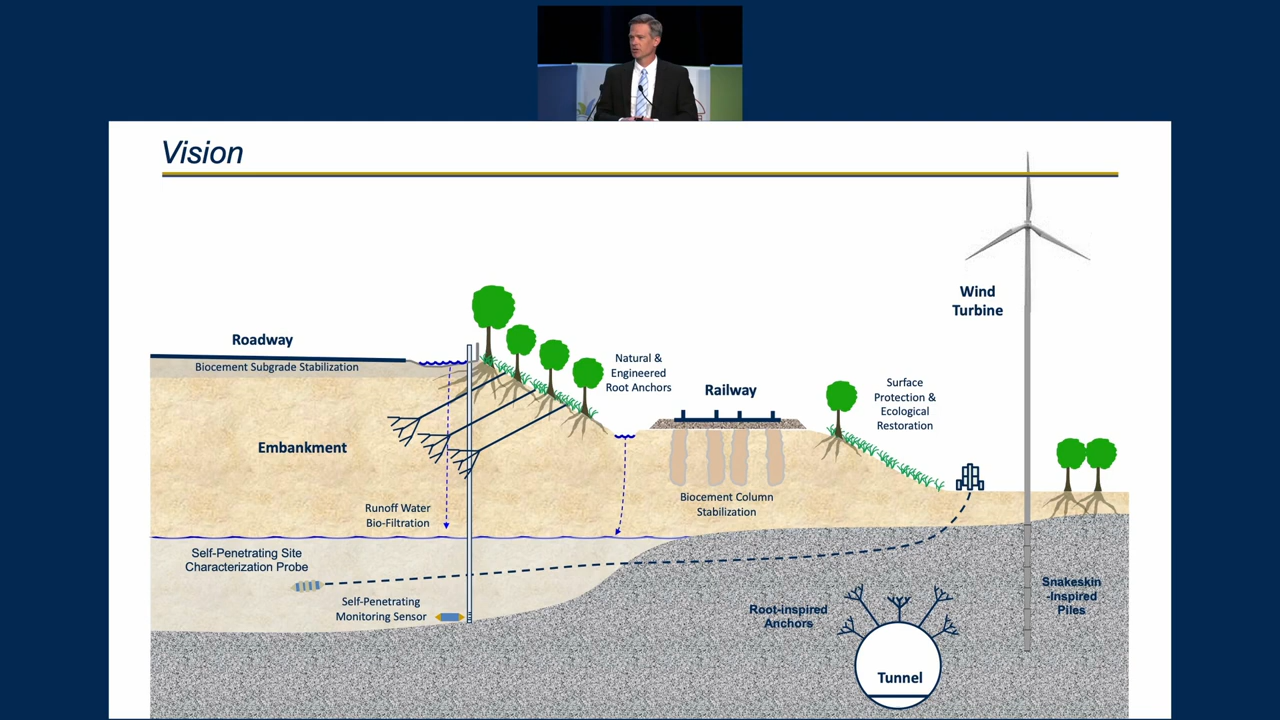 Vision
Wind
Turbine
Roadway
Biocement Subgrade Stabilization
Natural &
Engineered
Root Anchors
Railway
Surface
Protection &
Ecological
Restoration
Embankment
Runoff Water
Bio-Filtration
Biocement Column
Stabilization
Self-Penetrating Site
Characterization Probe
Self-Penetrating
Monitoring Sensor
Root-inspired
Anchors
Snakeskin
-Inspired
Piles
Tunnel